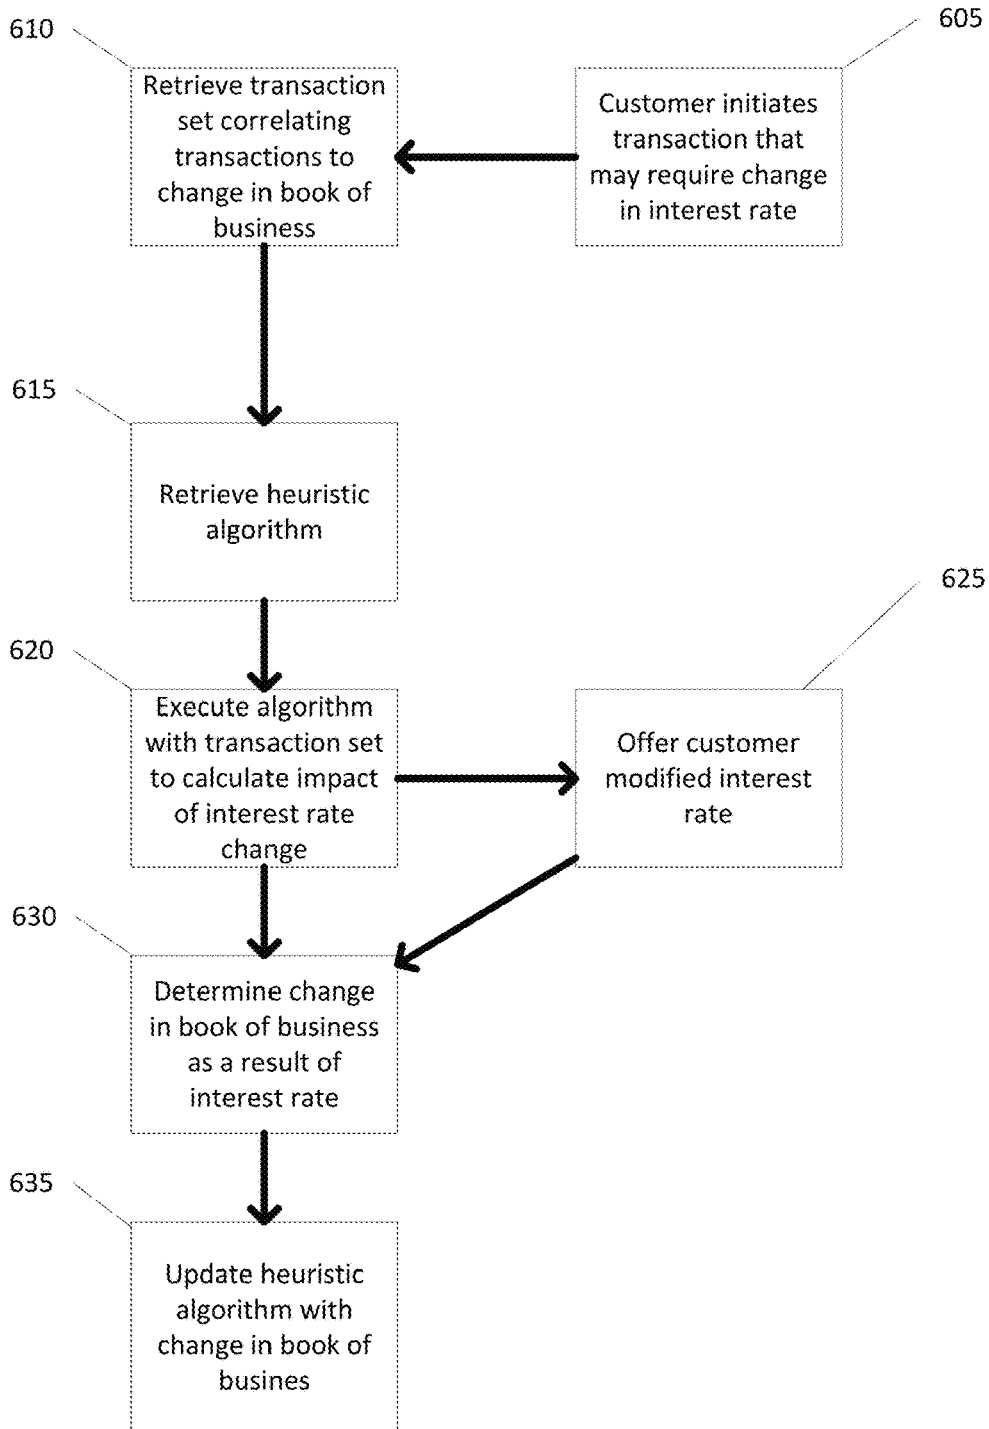 605
Customer initiates
transaction that
may require change
in interest rate
610
Retrieve transaction
set correlating
transactions to
change in book of
business
615
Retrieve heuristic
algorithm
620
Execute algorithm
with transaction set
to calculate impact
of interest rate
change
625
Offer customer
modified interest
rate
630
Determine change
in book of business
as a result of
interest rate
635
Update heuristic
algorithm with
change in book of
busines